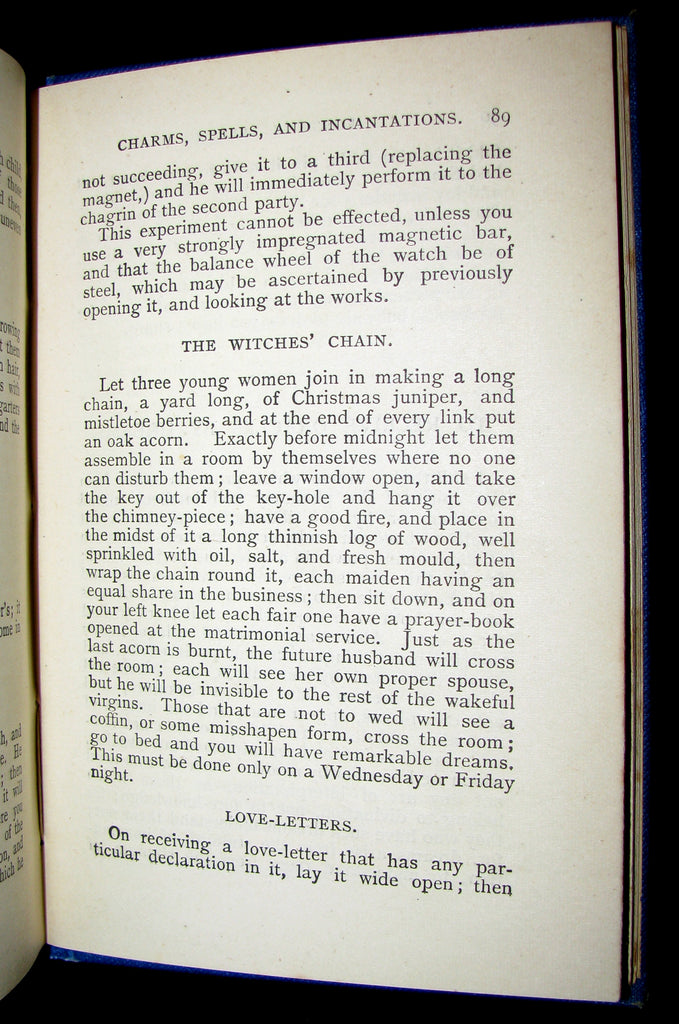 CHARMS, SPELLS, AND INCANTATIONS. 89
not succeeding, give it to a third (replacing the
magnet,) and he will immediately perform it to the
chagrin of the second party.
This experiment cannot be effected, unless you
use a very strongly impregnated magnetic bar,
and that the balance wheel of the watch be of
steel, which may be ascertained by previously
opening it, and looking at the works.
THE WITCHES' CHAIN.
Let three young women join in making a long
chain, a yard long, of Christmas juniper, and
mistletoe berries, and at the end of every link put
an oak acorn. Exactly before midnight let them
assemble in a room by themselves where no one
can disturb them; leave a window open, and take
the key out of the key-hole and hang it over
the chimney-piece; have a good fire, and place in
the midst of it a long thinnish log of wood, well
sprinkled with oil, salt, and fresh mould, then
wrap the chain round it, each maiden having an
equal share in the business; then sit down, and on
your left knee let each fair one have a prayer-book
opened at the matrimonial service. Just as the
last acorn is burnt, the future husband will cross
the room; each will see her own proper spouse,
but he will be invisible to the rest of the wakeful
virgins. Those that are not to wed will see a
coffin, or some misshapen form, cross the room;
go to bed and you will have remarkable dreams.
This must be done only on a Wednesday or Friday
night.
LOVE-LETTERS.
On receiving a love-letter that has any par-
ticular declaration in it, lay it wide open; then